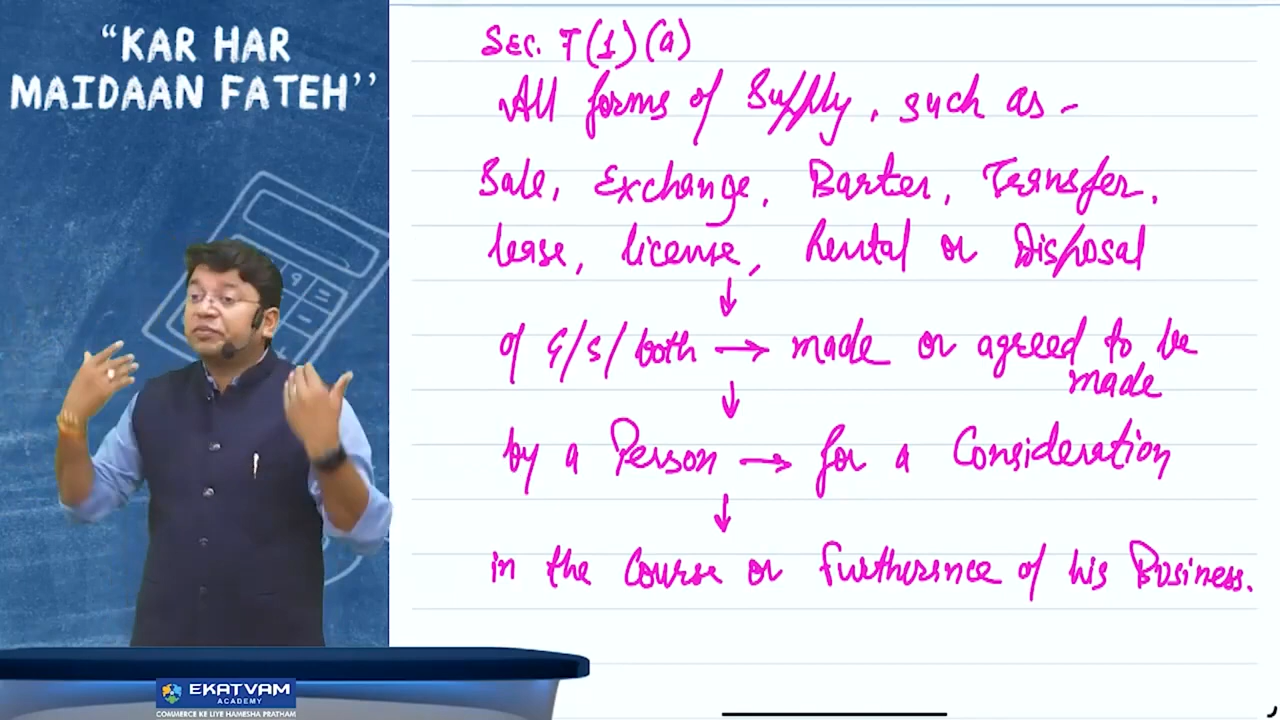 “KAR HAR
MAIDAAN FATEH’’
Sec. 7(1)(a)
All forms of Supply, such as -
Sale, Exchange, Barter, Transfer,
lease, license, Rental or Disposal
of G/S/both → made or agreed to be
made
by a Person → for a Consideration
in the Course or furtherence of his Business.
EKATVAM
ACADEMY
COMMERCE KE LIYE HAMESHA PRATHAM